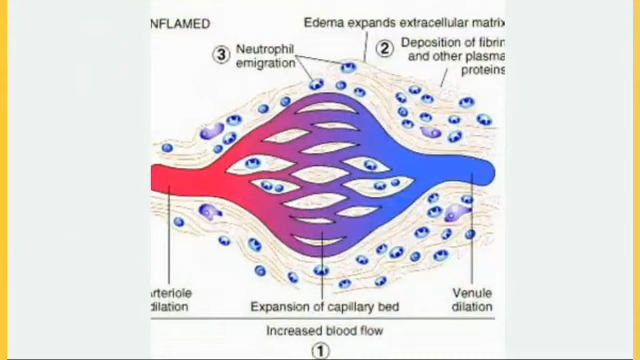 NFLAMED
Edema expands extracellular matrix
③ Neutrophil
emigration
② Deposition of fibrin
and other plasma
proteins
rteriole
dilation
Expansion of capillary bed
Venule
dilation
Increased blood flow
①